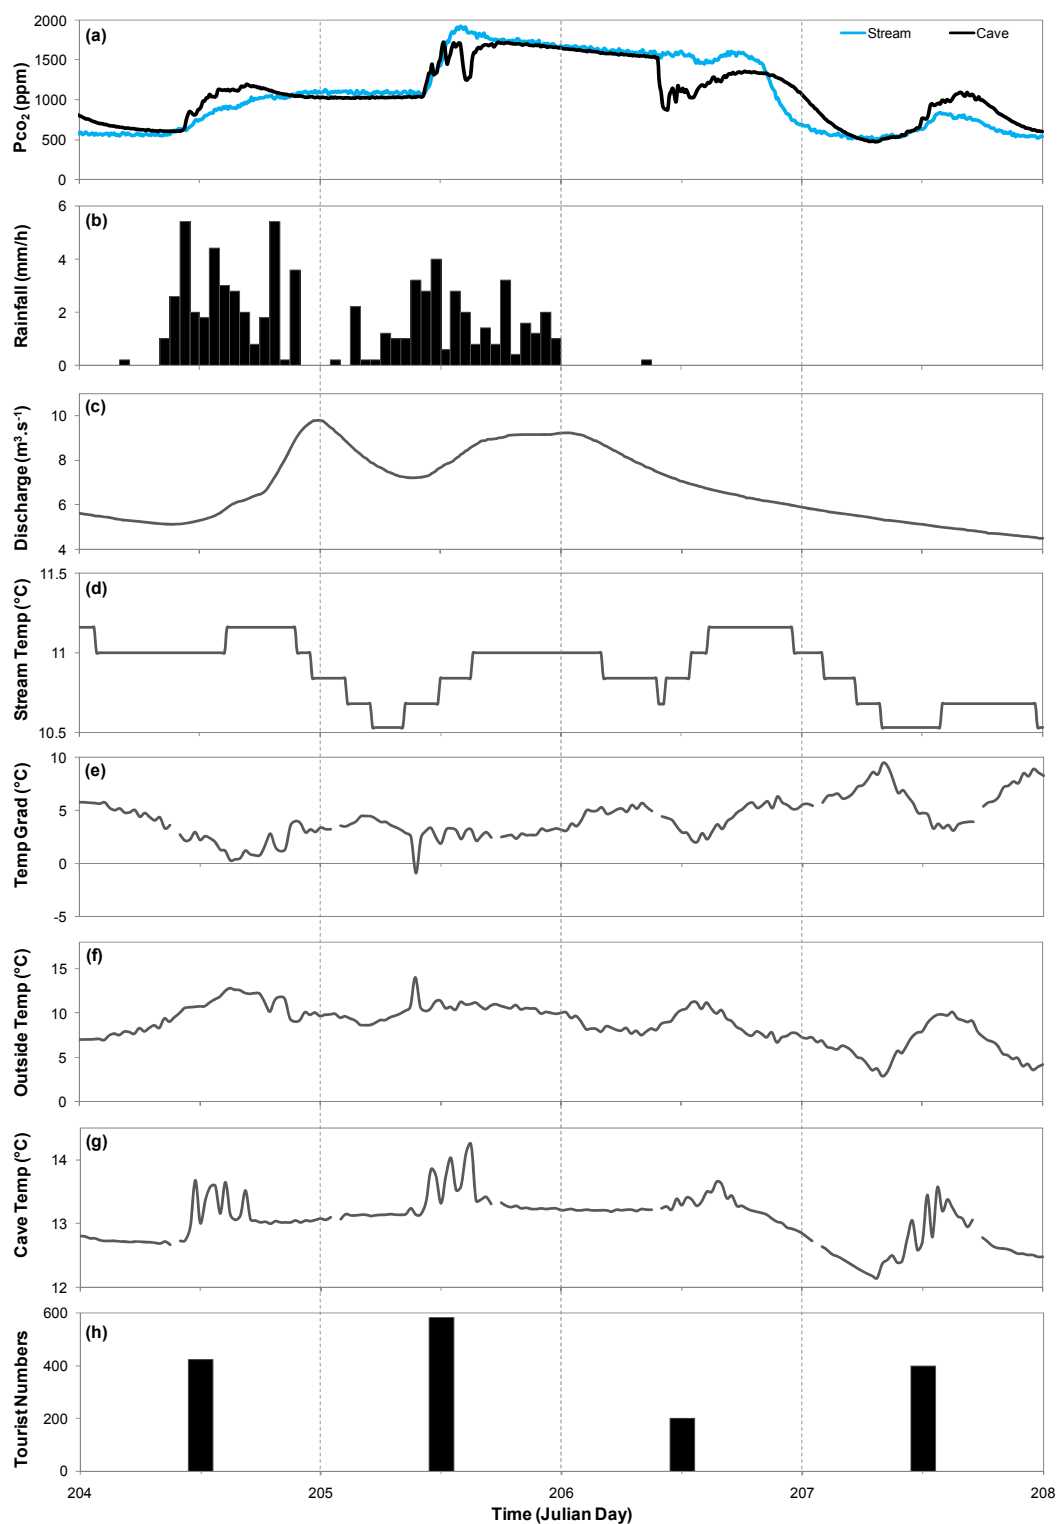 (a)
Stream
Cave
Pco₂ (ppm)
2000
1500
1000
500
0
(b)
Rainfall (mm/h)
6
4
2
0
(c)
Discharge (m³.s⁻¹)
10
8
6
4
(d)
Stream Temp (°C)
11.5
11
10.5
(e)
Temp Grad (°C)
10
5
0
-5
(f)
Outside Temp (°C)
15
10
5
0
(g)
Cave Temp (°C)
14
13
12
(h)
Tourist Numbers
600
400
200
0
204 205 206 207 208
Time (Julian Day)